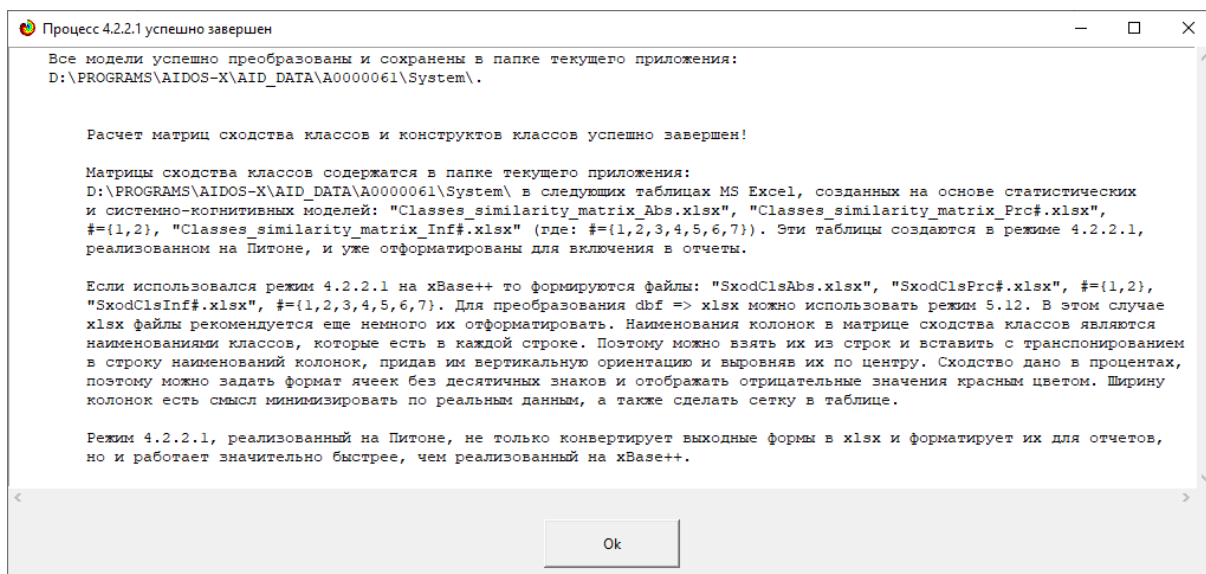 Процесс 4.2.2.1 успешно завершен
Все модели успешно преобразованы и сохранены в папке текущего приложения:
D:\PROGRAMS\AIDOS-X\AID_DATA\A0000061\System\.
Расчет матриц сходства классов и конструктов классов успешно завершен!
Матрицы сходства классов содержатся в папке текущего приложения:
D:\PROGRAMS\AIDOS-X\AID_DATA\A0000061\System\ в следующих таблицах MS Excel, созданных на основе статистических
и системно-когнитивных моделей: "Classes_similarity_matrix_Abs.xlsx", "Classes_similarity_matrix_Prc#.xlsx",
#={1,2}, "Classes_similarity_matrix_Inf#.xlsx" (где: #={1,2,3,4,5,6,7}). Эти таблицы создаются в режиме 4.2.2.1,
реализованном на Питоне, и уже отформатированы для включения в отчеты.
Если использовался режим 4.2.2.1 на xBase++ то формируются файлы: "SxodClsAbs.xlsx", "SxodClsPrc#.xlsx", #={1,2},
"SxodClsInf#.xlsx", #={1,2,3,4,5,6,7}. Для преобразования dbf => xlsx можно использовать режим 5.12. В этом случае
xlsx файлы рекомендуется еще немного их отформатировать. Наименования колонок в матрице сходства классов являются
наименованиями классов, которые есть в каждой строке. Поэтому можно взять их из строк и вставить с транспонированием
в строку наименований колонок, придав им вертикальную ориентацию и выровняв их по центру. Сходство дано в процентах,
поэтому можно задать формат ячеек без десятичных знаков и отображать отрицательные значения красным цветом. Ширину
колонок есть смысл минимизировать по реальным данным, а также сделать сетку в таблице.
Режим 4.2.2.1, реализованный на Питоне, не только конвертирует выходные формы в xlsx и форматирует их для отчетов,
но и работает значительно быстрее, чем реализованный на xBase++.
Ok